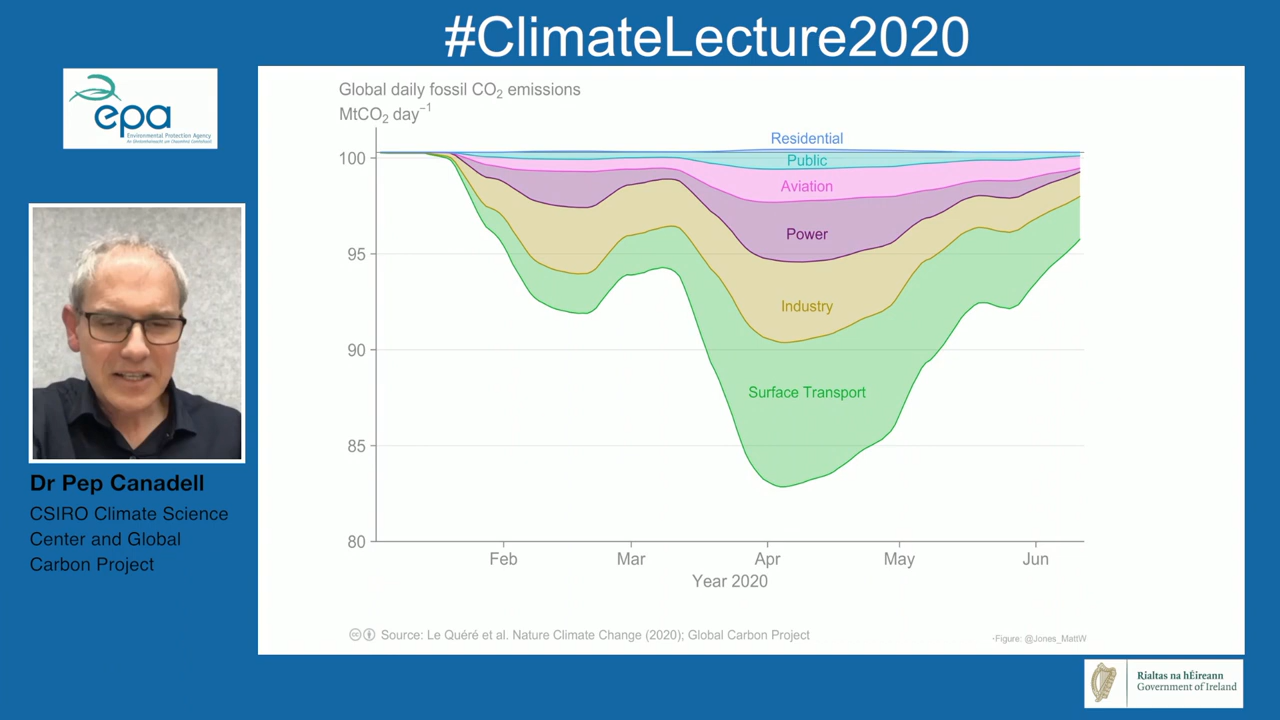 #ClimateLecture2020
epa
Environmental Protection Agency
Dr Pep Canadell
CSIRO Climate Science
Center and Global
Carbon Project
Global daily fossil CO₂ emissions
MtCO₂ day⁻¹
100
95
90
85
80
Residential
Public
Aviation
Power
Industry
Surface Transport
Feb
Mar
Apr
May
Jun
Year 2020
Source: Le Quéré et al. Nature Climate Change (2020); Global Carbon Project
Figure: @Jones_MattW
Rialtas na hÉireann
Government of Ireland